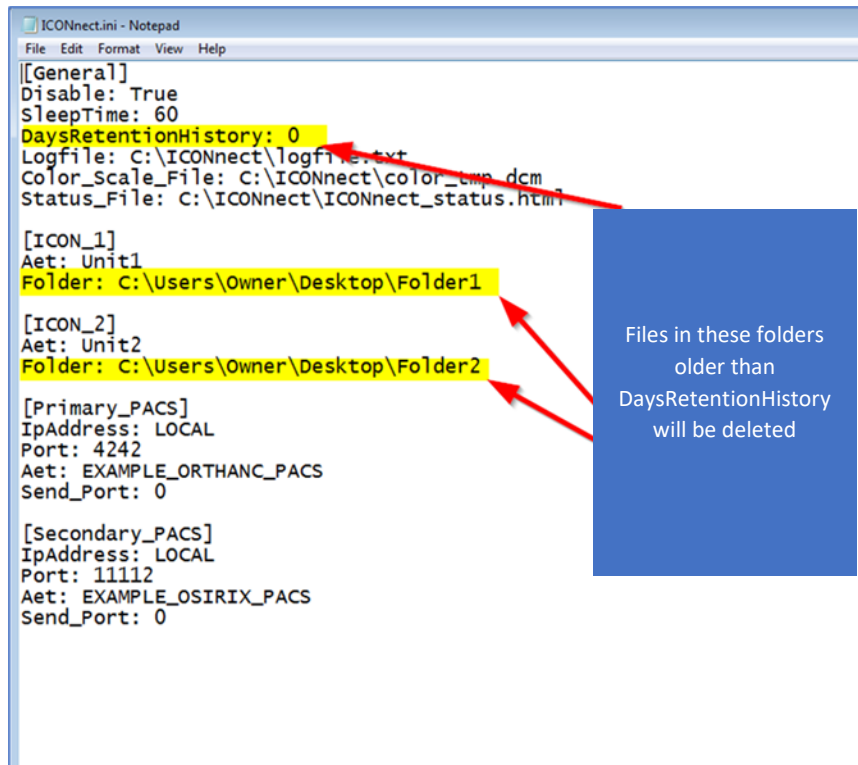 ICONnect.ini - Notepad
File Edit Format View Help
[General]
Disable: True
SleepTime: 60
DaysRetentionHistory: 0
Logfile: C:\ICONnect\logfile.txt
Color_Scale_File: C:\ICONnect\color_tmp.dcm
Status_File: C:\ICONnect\ICONnect_status.html
[ICON_1]
Aet: Unit1
Folder: C:\Users\Owner\Desktop\Folder1
[ICON_2]
Aet: Unit2
Folder: C:\Users\Owner\Desktop\Folder2
[Primary_PACS]
IpAddress: LOCAL
Port: 4242
Aet: EXAMPLE_ORTHANC_PACS
Send_Port: 0
[Secondary_PACS]
IpAddress: LOCAL
Port: 11112
Aet: EXAMPLE_OSIRIX_PACS
Send_Port: 0
Files in these folders
older than
DaysRetentionHistory
will be deleted